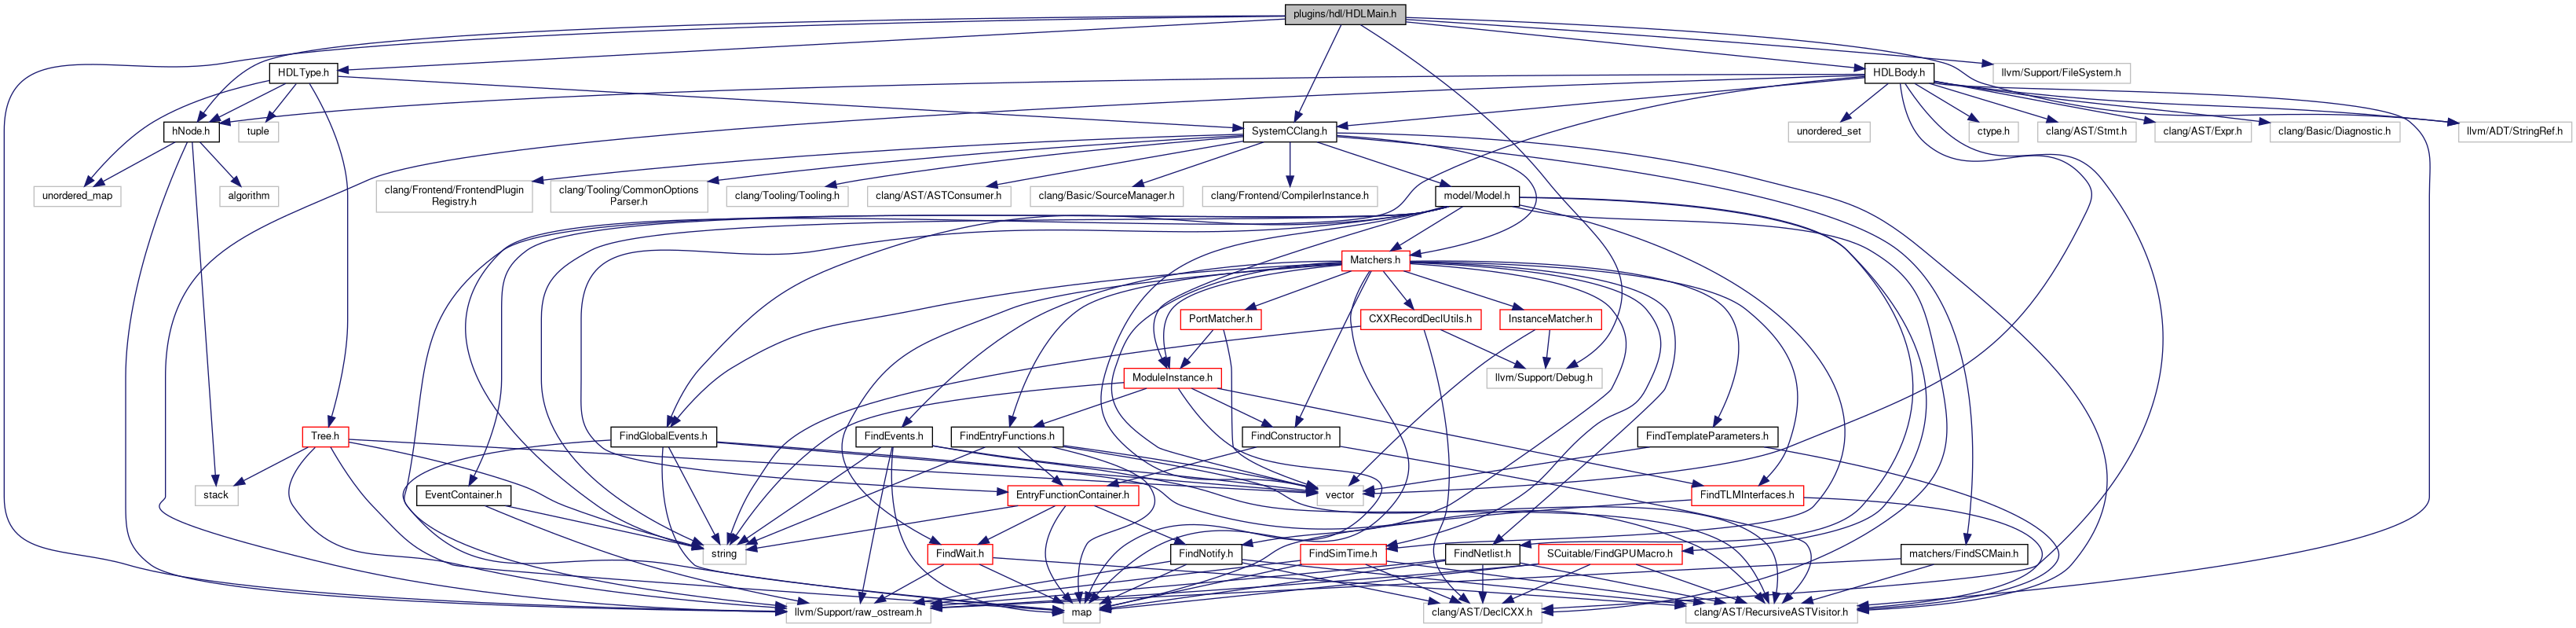 plugins/hdl/HDLMain.h
HDLType.h
HDLBody.h
llvm/Support/FileSystem.h
hNode.h
tuple
SystemCClang.h
unordered_set
ctype.h
clang/AST/Stmt.h
clang/AST/Expr.h
clang/Basic/Diagnostic.h
llvm/ADT/StringRef.h
unordered_map
algorithm
clang/Frontend/FrontendPlugin
Registry.h
clang/Tooling/CommonOptions
Parser.h
clang/Tooling/Tooling.h
clang/AST/ASTConsumer.h
clang/Basic/SourceManager.h
clang/Frontend/CompilerInstance.h
model/Model.h
Matchers.h
PortMatcher.h
CXXRecordDeclUtils.h
InstanceMatcher.h
ModuleInstance.h
llvm/Support/Debug.h
Tree.h
FindGlobalEvents.h
FindEvents.h
FindEntryFunctions.h
FindConstructor.h
FindTemplateParameters.h
stack
EventContainer.h
EntryFunctionContainer.h
vector
FindTLMInterfaces.h
string
FindWait.h
FindNotify.h
FindSimTime.h
FindNetlist.h
SCuitable/FindGPUMacro.h
matchers/FindSCMain.h
llvm/Support/raw_ostream.h
map
clang/AST/DeclCXX.h
clang/AST/RecursiveASTVisitor.h